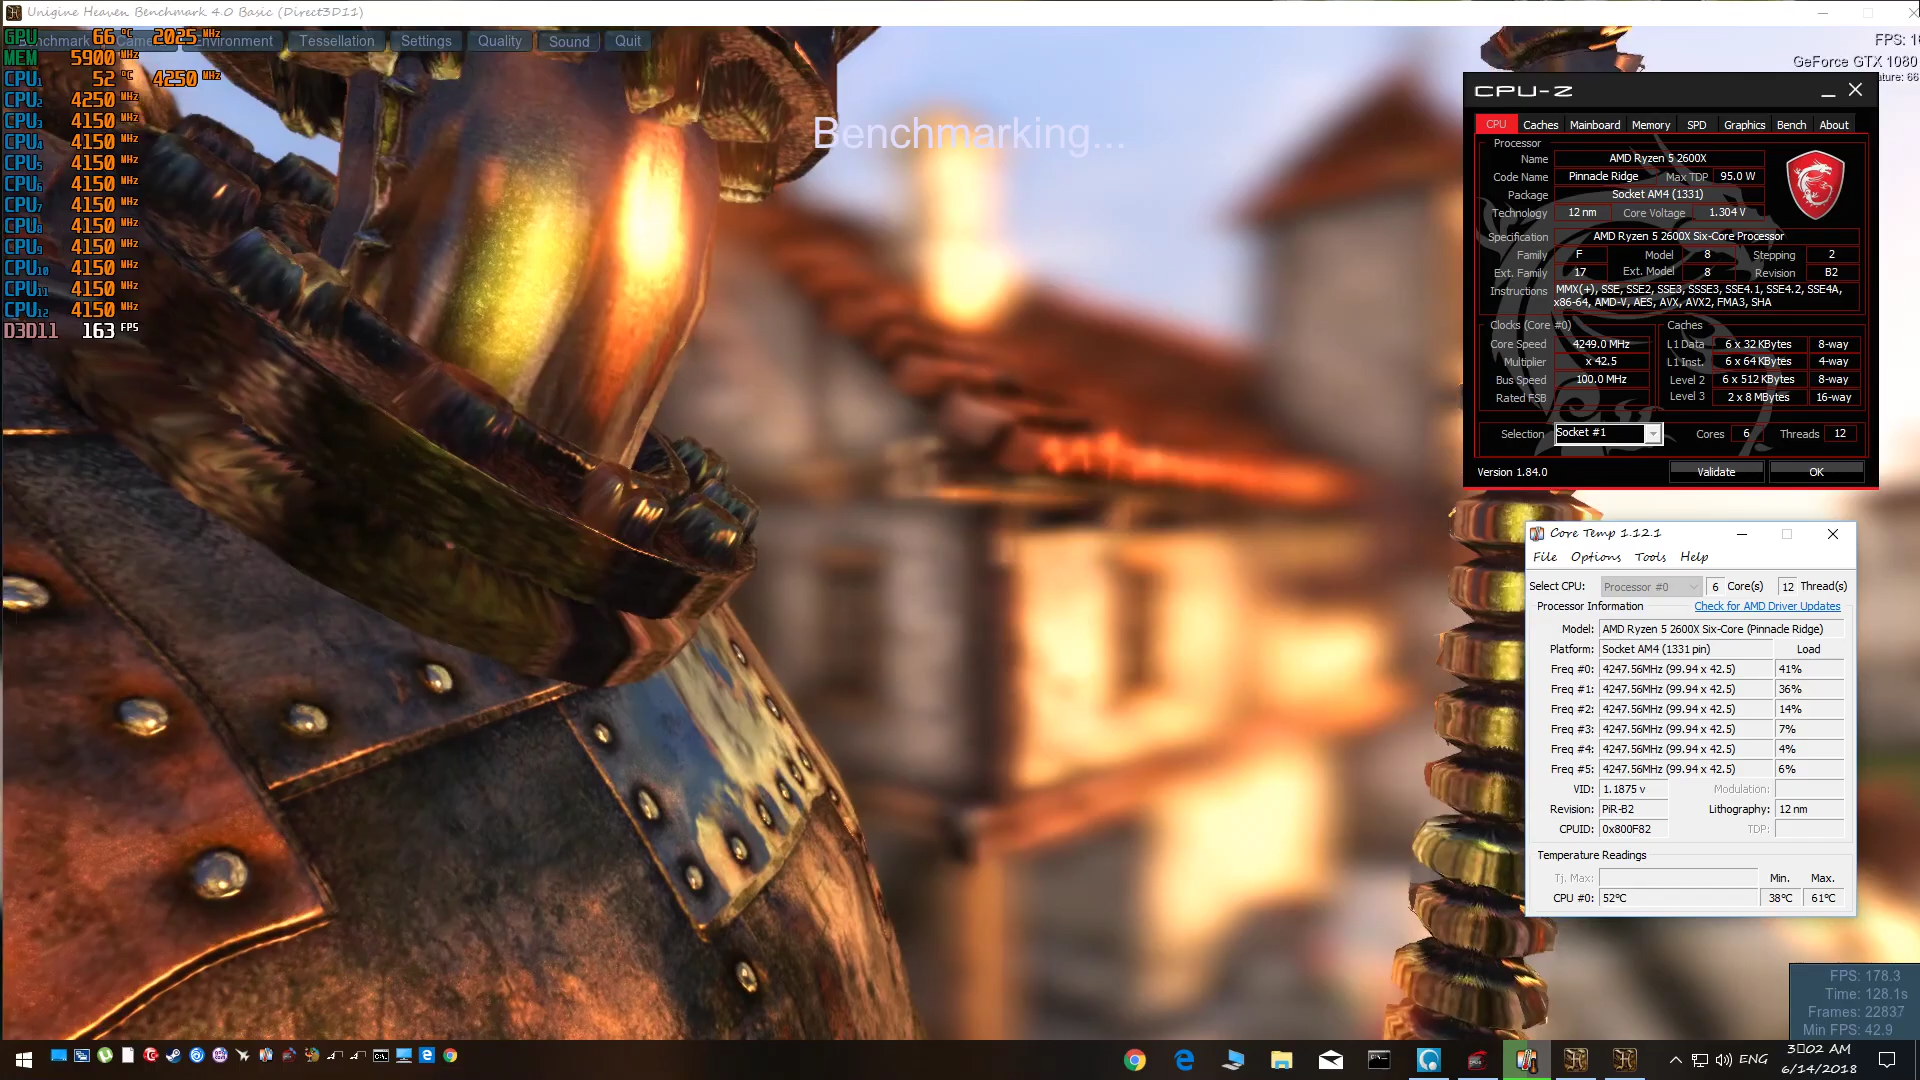 Unigine Heaven Benchmark 4.0 Basic (Direct3D11)
Benchmark Camera Environment Tessellation Settings Quality Sound Quit
GPU 66 °C 2025 MHz
MEM 5900 MHz
CPU1 52 °C 4250 MHz
CPU2 4250 MHz
CPU3 4150 MHz
CPU4 4150 MHz
CPU5 4150 MHz
CPU6 4150 MHz
CPU7 4150 MHz
CPU8 4150 MHz
CPU9 4150 MHz
CPU10 4150 MHz
CPU11 4150 MHz
CPU12 4150 MHz
D3D11 163 FPS
Benchmarking...
FPS: 16
GeForce GTX 1080
ature: 66
CPU-Z
CPU Caches Mainboard Memory SPD Graphics Bench About
Processor
Name AMD Ryzen 5 2600X
Code Name Pinnacle Ridge Max TDP 95.0 W
Package Socket AM4 (1331)
Technology 12 nm Core Voltage 1.304 V
Specification AMD Ryzen 5 2600X Six-Core Processor
Family F Model 8 Stepping 2
Ext. Family 17 Ext. Model 8 Revision B2
Instructions MMX(+), SSE, SSE2, SSE3, SSSE3, SSE4.1, SSE4.2, SSE4A,
x86-64, AMD-V, AES, AVX, AVX2, FMA3, SHA
Clocks (Core #0) Caches
Core Speed 4249.0 MHz L1 Data 6 x 32 KBytes 8-way
Multiplier x 42.5 L1 Inst. 6 x 64 KBytes 4-way
Bus Speed 100.0 MHz Level 2 6 x 512 KBytes 8-way
Rated FSB Level 3 2 x 8 MBytes 16-way
Selection Socket #1 Cores 6 Threads 12
Version 1.84.0 Validate OK
Core Temp 1.12.1
File Options Tools Help
Select CPU: Processor #0 6 Core(s) 12 Thread(s)
Processor Information Check for AMD Driver Updates
Model: AMD Ryzen 5 2600X Six-Core (Pinnacle Ridge)
Platform: Socket AM4 (1331 pin) Load
Freq #0: 4247.56MHz (99.94 x 42.5) 41%
Freq #1: 4247.56MHz (99.94 x 42.5) 36%
Freq #2: 4247.56MHz (99.94 x 42.5) 14%
Freq #3: 4247.56MHz (99.94 x 42.5) 7%
Freq #4: 4247.56MHz (99.94 x 42.5) 4%
Freq #5: 4247.56MHz (99.94 x 42.5) 6%
VID: 1.1875 v Modulation:
Revision: PiR-B2 Lithography: 12 nm
CPUID: 0x800F82 TDP:
Temperature Readings
Tj. Max: Min. Max.
CPU #0: 52°C 38°C 61°C
FPS: 178.3
Time: 128.1s
Frames: 22837
Min FPS: 42.9
ENG
3▯02 AM
6/14/2018